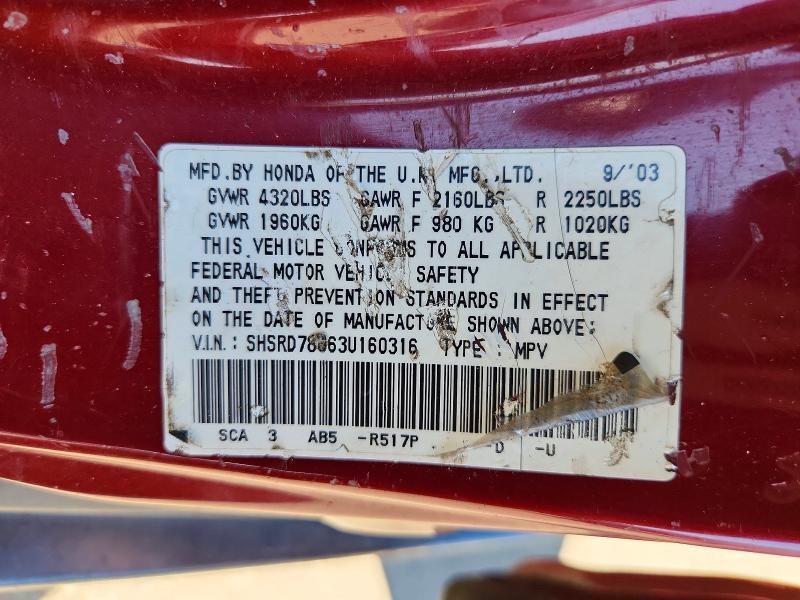 MFD.BY HONDA OF THE U.K. MFG.,LTD. 9/'03
GVWR 4320LBS GAWR F 2160LBS R 2250LBS
GVWR 1960KG GAWR F 980 KG R 1020KG
THIS VEHICLE CONFORMS TO ALL APPLICABLE
FEDERAL MOTOR VEHICLE SAFETY
AND THEFT PREVENTION STANDARDS IN EFFECT
ON THE DATE OF MANUFACTURE SHOWN ABOVE:
V.I.N.: TYPE : MPV
SCA 3 AB5 -R517P -D -U